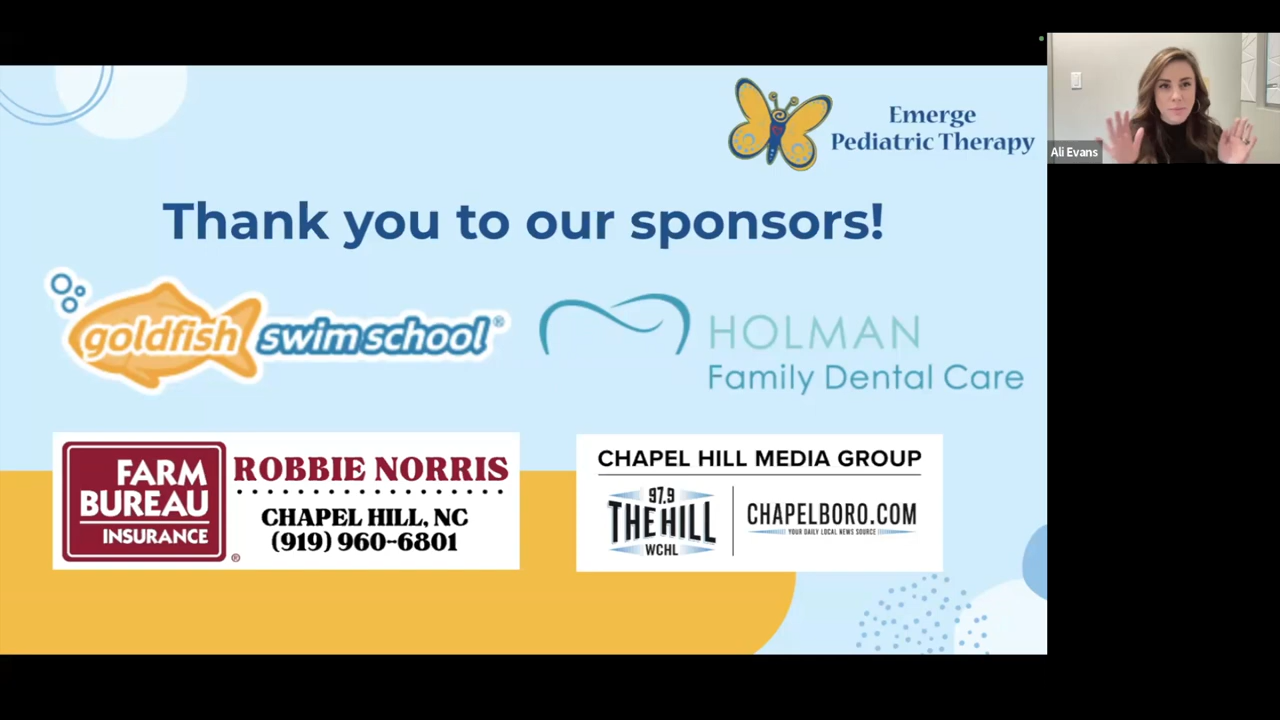 Emerge
Pediatric Therapy
Ali Evans
Thank you to our sponsors!
goldfish swim school®
HOLMAN
Family Dental Care
FARM
BUREAU
INSURANCE®
ROBBIE NORRIS
CHAPEL HILL, NC
(919) 960-6801
CHAPEL HILL MEDIA GROUP
97.9
THE HILL
WCHL
CHAPELBORO.COM
YOUR DAILY LOCAL NEWS SOURCE